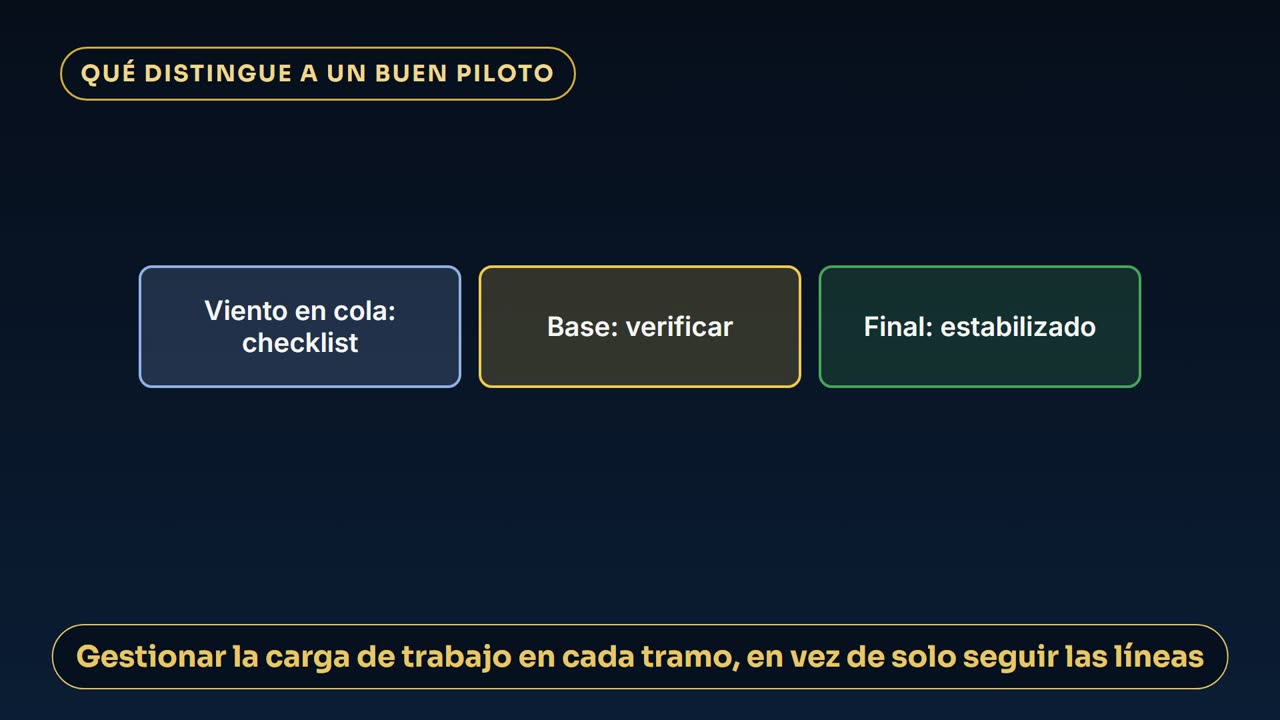 QUÉ DISTINGUE A UN BUEN PILOTO
Viento en cola:
checklist
Base: verificar
Final: estabilizado
Gestionar la carga de trabajo en cada tramo, en vez de solo seguir las líneas